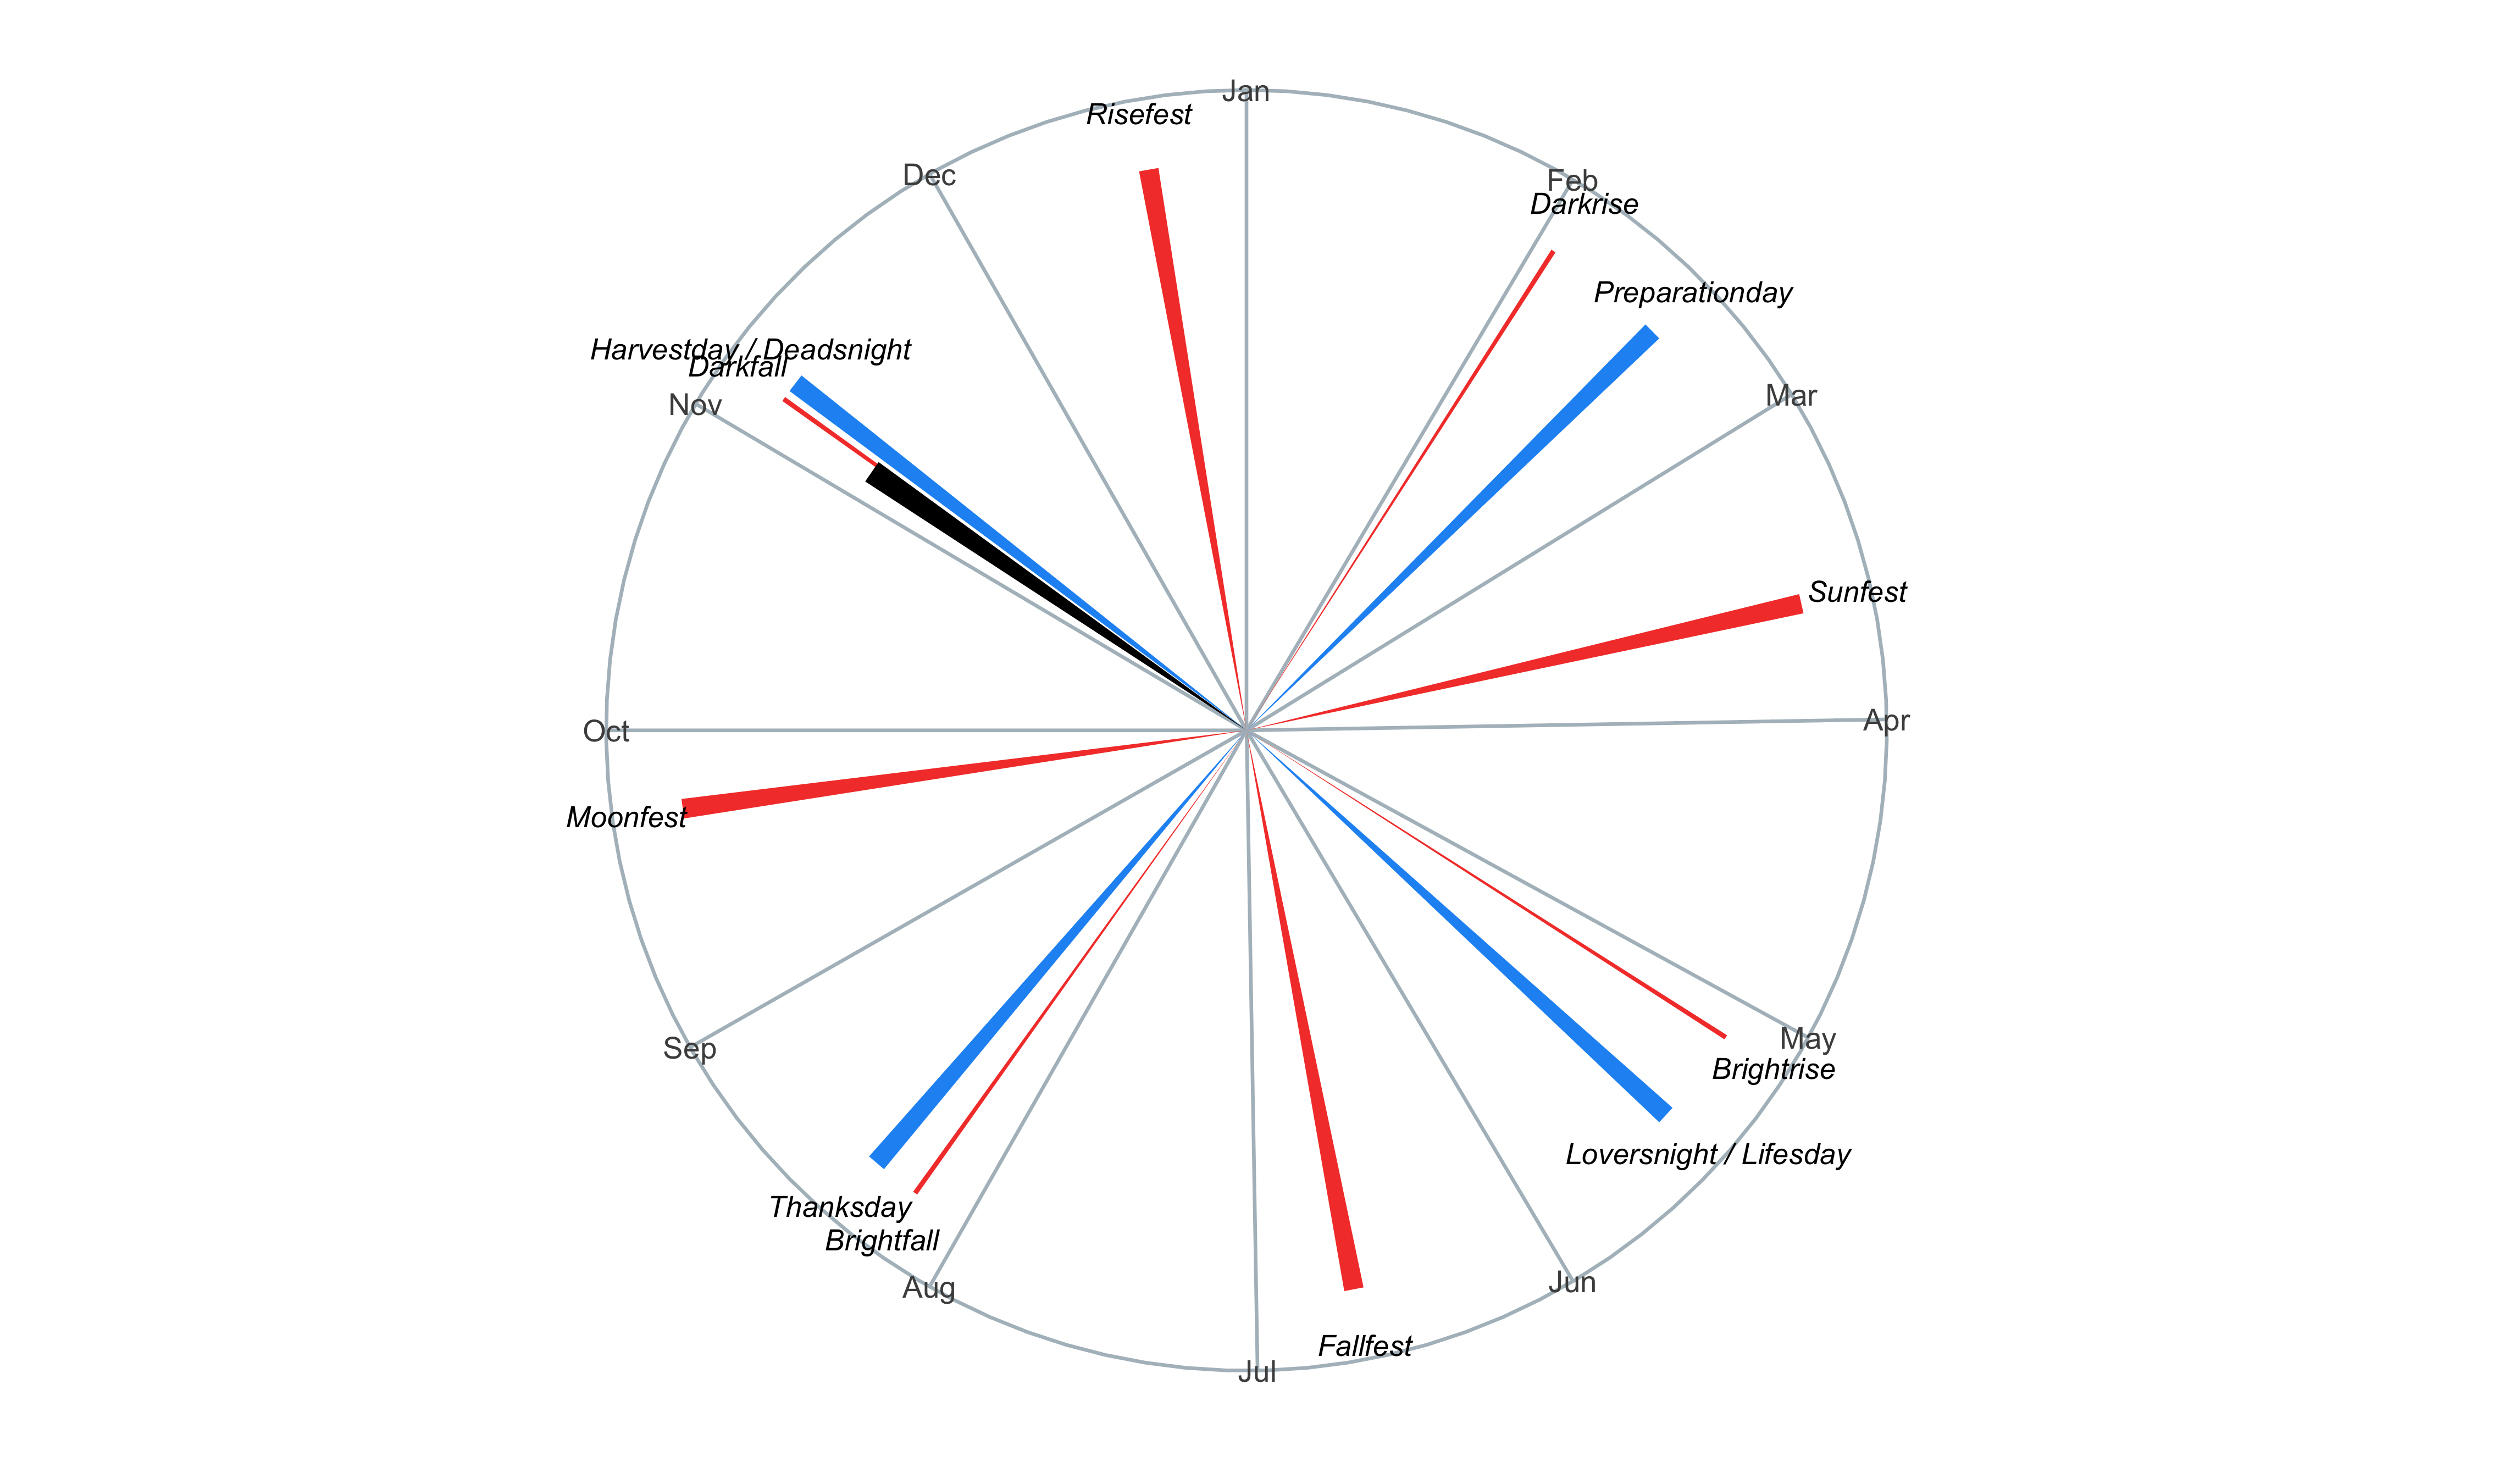 Jan
Risefest
Dec
Feb
Darkrise
Preparationday
Harvestday / Deadsnight
Darkfall
Mar
Nov
Sunfest
Apr
Oct
Moonfest
May
Sep
Brightrise
Loversnight / Lifesday
Thanksday
Brightfall
Jun
Aug
Fallfest
Jul